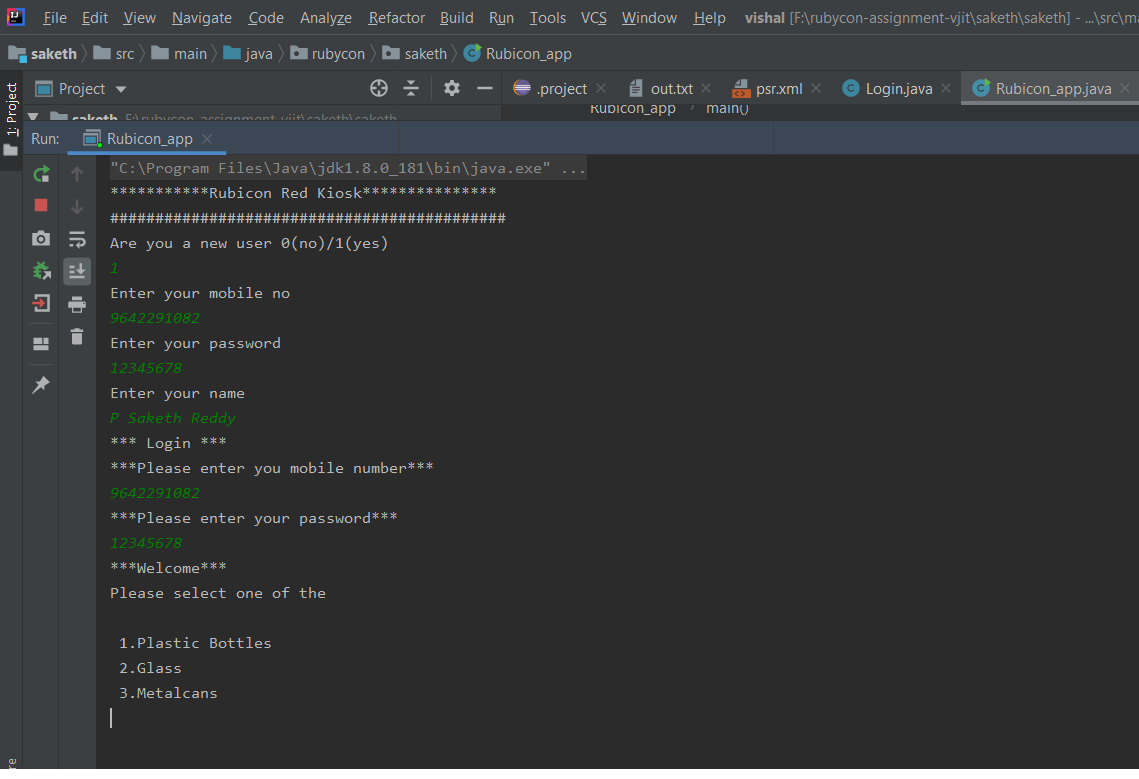 File Edit View Navigate Code Analyze Refactor Build Run Tools VCS Window Help vishal [F:\rubycon-assignment-vjit\saketh\saketh] - ...\src\ma
saketh src main java rubycon saketh Rubicon_app
1: Project
Project .project out.txt psr.xml Login.java Rubicon_app.java
saketh F:\rubycon-assignment-vjit\saketh\saketh Rubicon_app main()
Run: Rubicon_app
"C:\Program Files\Java\jdk1.8.0_181\bin\java.exe" ...
***********Rubicon Red Kiosk***************
############################################
Are you a new user 0(no)/1(yes)
1
Enter your mobile no
9642291082
Enter your password
12345678
Enter your name
P Saketh Reddy
*** Login ***
***Please enter you mobile number***
9642291082
***Please enter your password***
12345678
***Welcome***
Please select one of the
1.Plastic Bottles
2.Glass
3.Metalcans